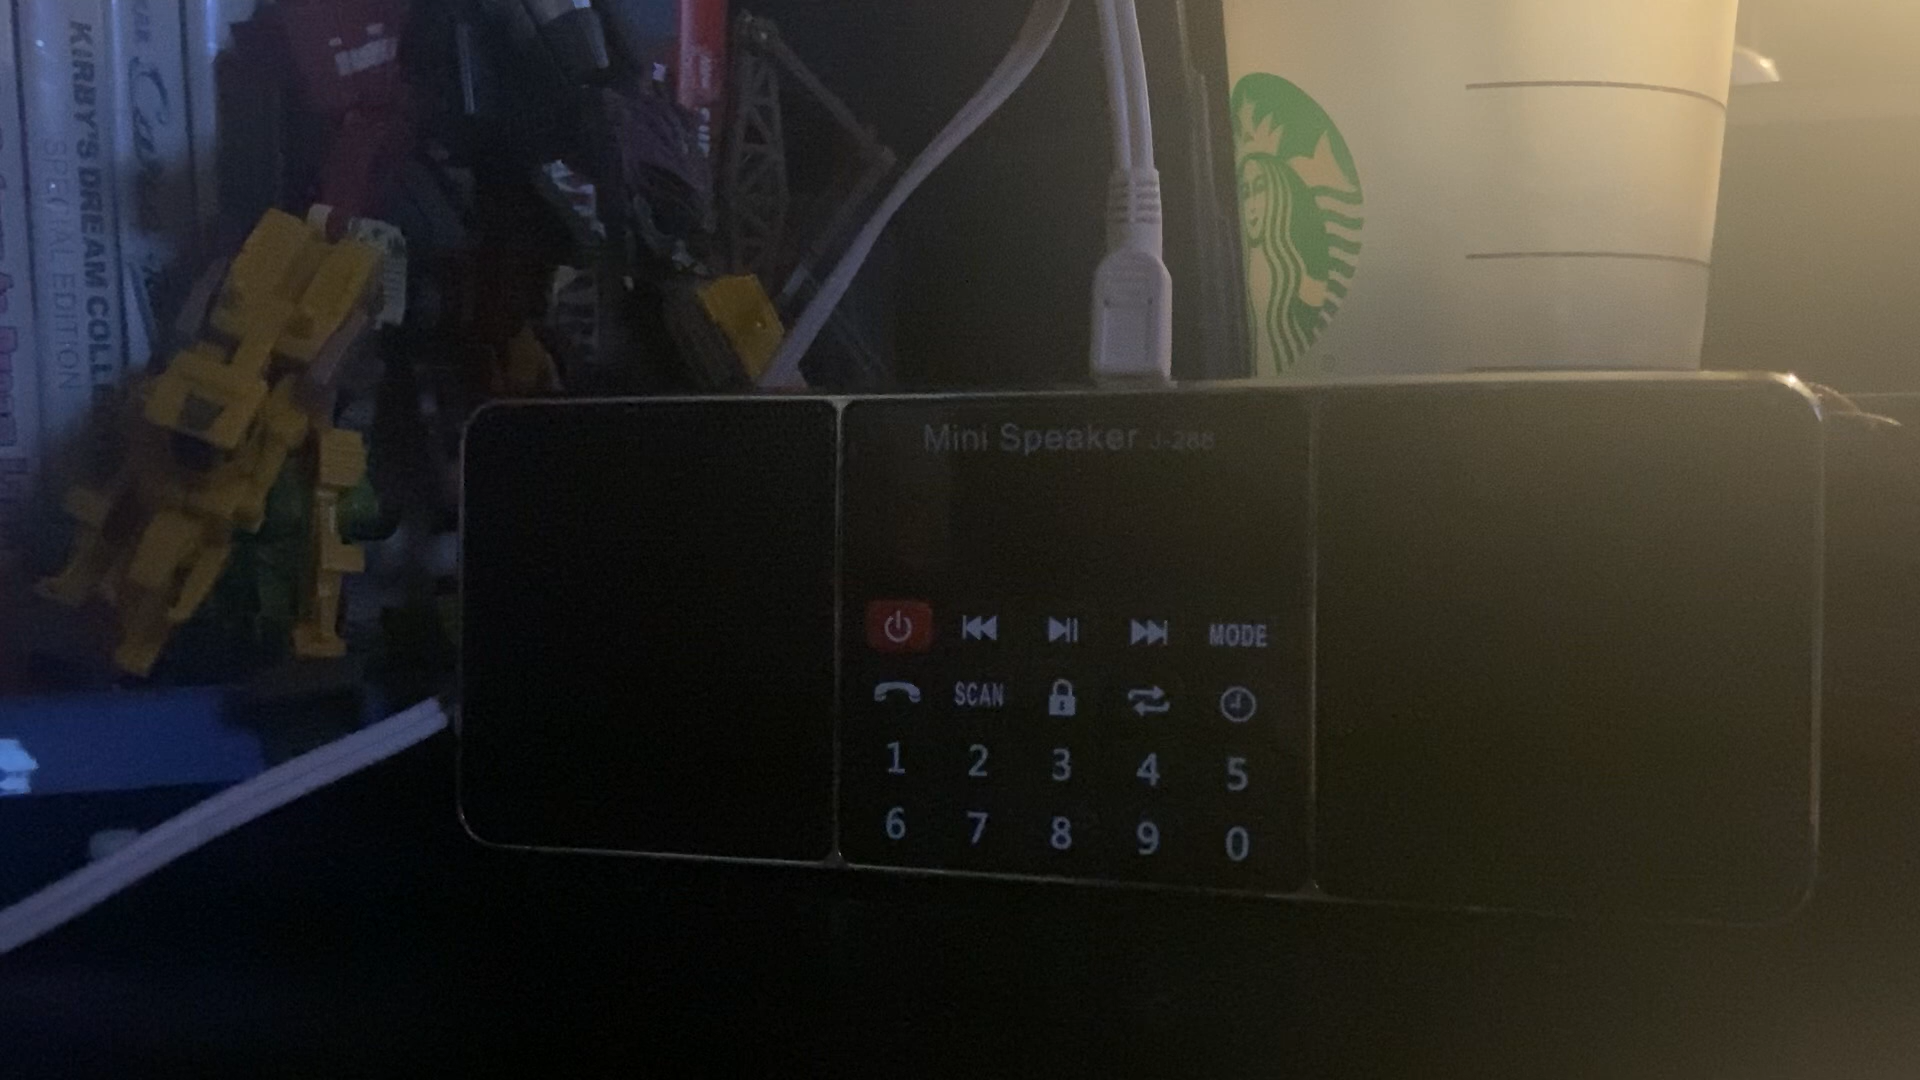 KIRBY'S DREAM COLLE
SPECIAL EDITION
Mini Speaker J-288
MODE
SCAN
1 2 3 4 5
6 7 8 9 0